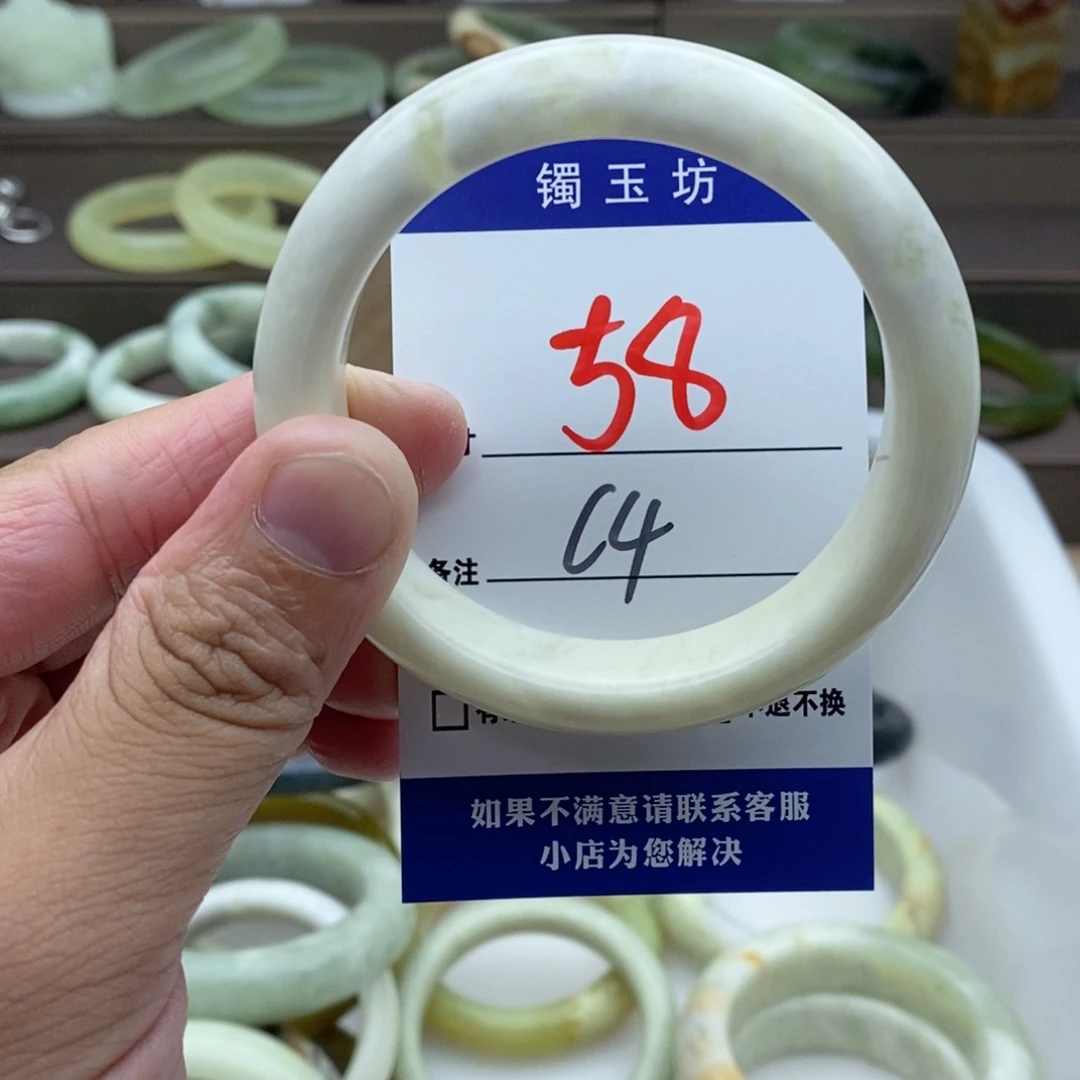 镯玉坊
58
C4
备注
不退不换
如果不满意请联系客服
小店为您解决